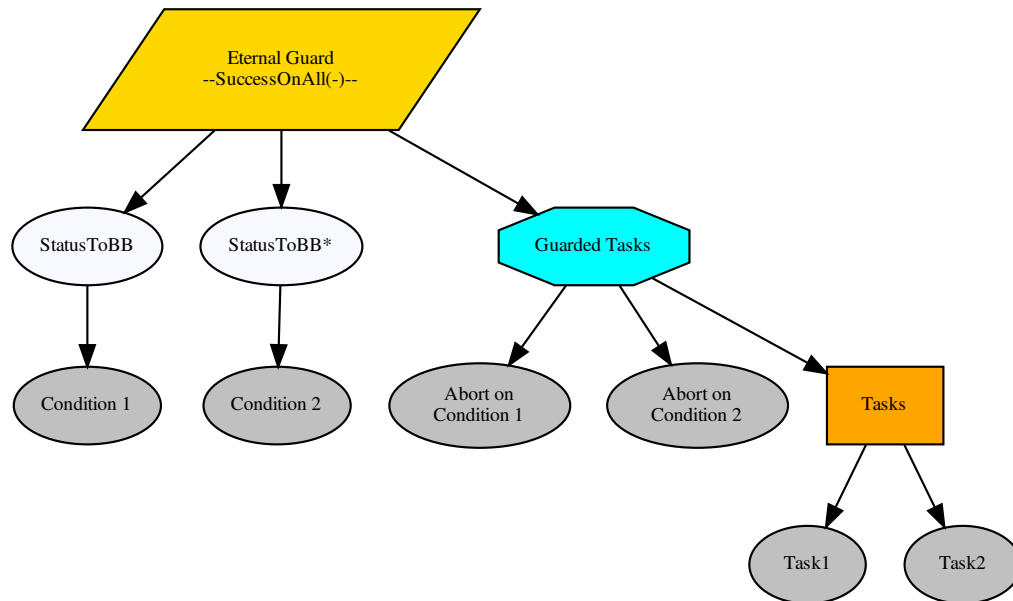 Eternal Guard
--SuccessOnAll(-)--
StatusToBB
StatusToBB*
Guarded Tasks
Condition 1
Condition 2
Abort on
Condition 1
Abort on
Condition 2
Tasks
Task1
Task2